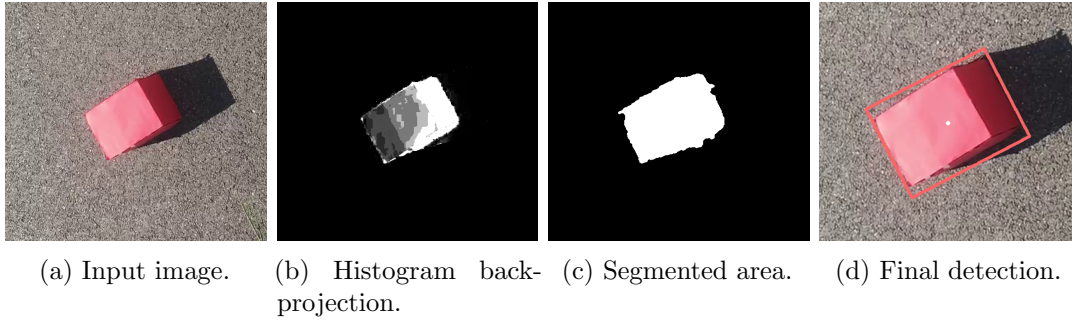 (a) Input image.
(b) Histogram back-
projection.
(c) Segmented area.
(d) Final detection.